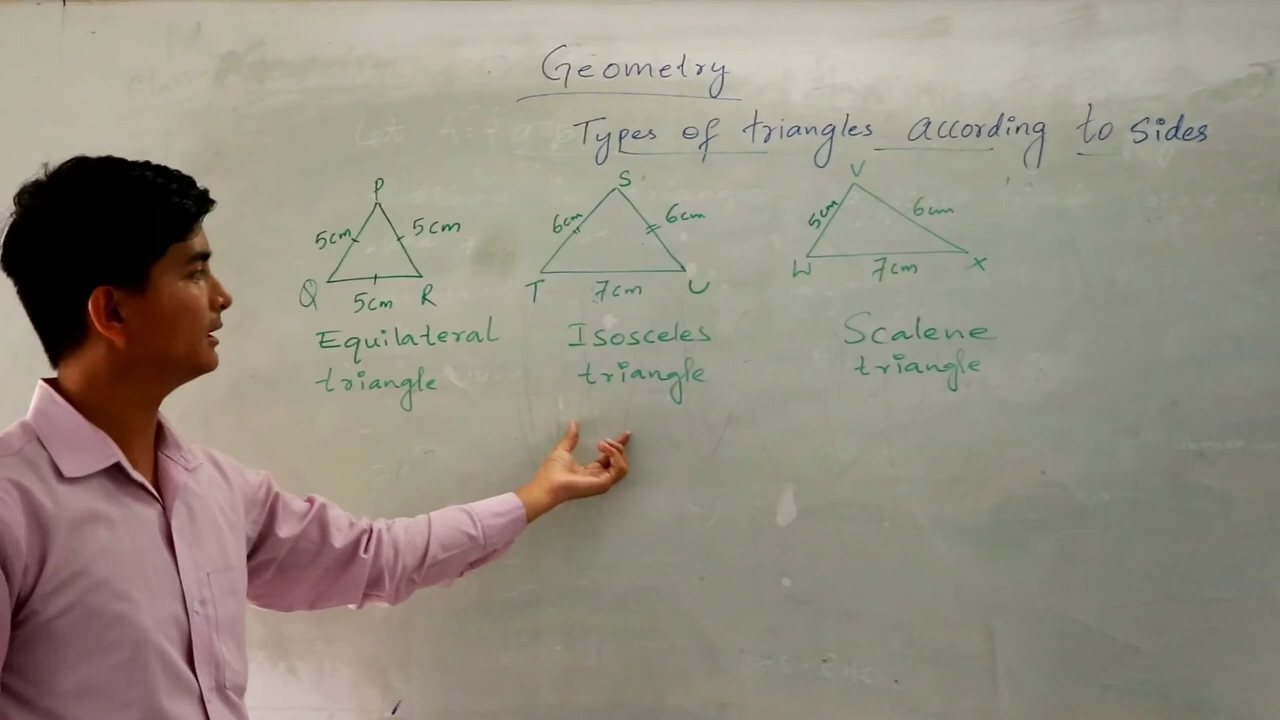 Geometry
Types of triangles according to sides
P
5cm 5cm
Q 5cm R
Equilateral
triangle
S
6cm 6cm
T 7cm U
Isosceles
triangle
V
5cm 6cm
W 7cm X
Scalene
triangle